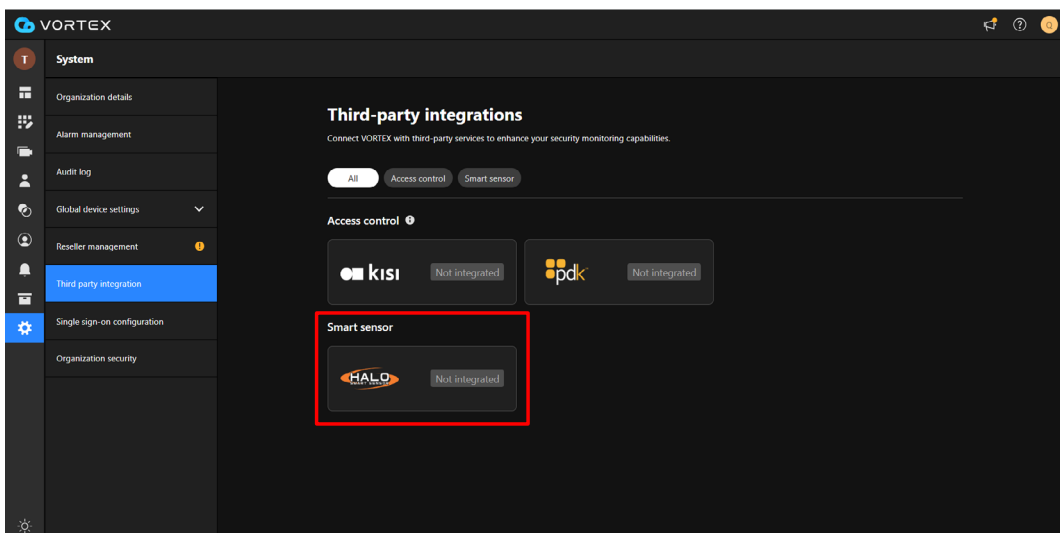 VORTEX
?
Q
T
System
Organization details
Alarm management
Audit log
Global device settings
Reseller management
!
Third party integration
Single sign-on configuration
Organization security
Third-party integrations
Connect VORTEX with third-party services to enhance your security monitoring capabilities.
All
Access control
Smart sensor
Access control
kisi
Not integrated
pdk
Not integrated
Smart sensor
HALO
SMART SENSOR
Not integrated